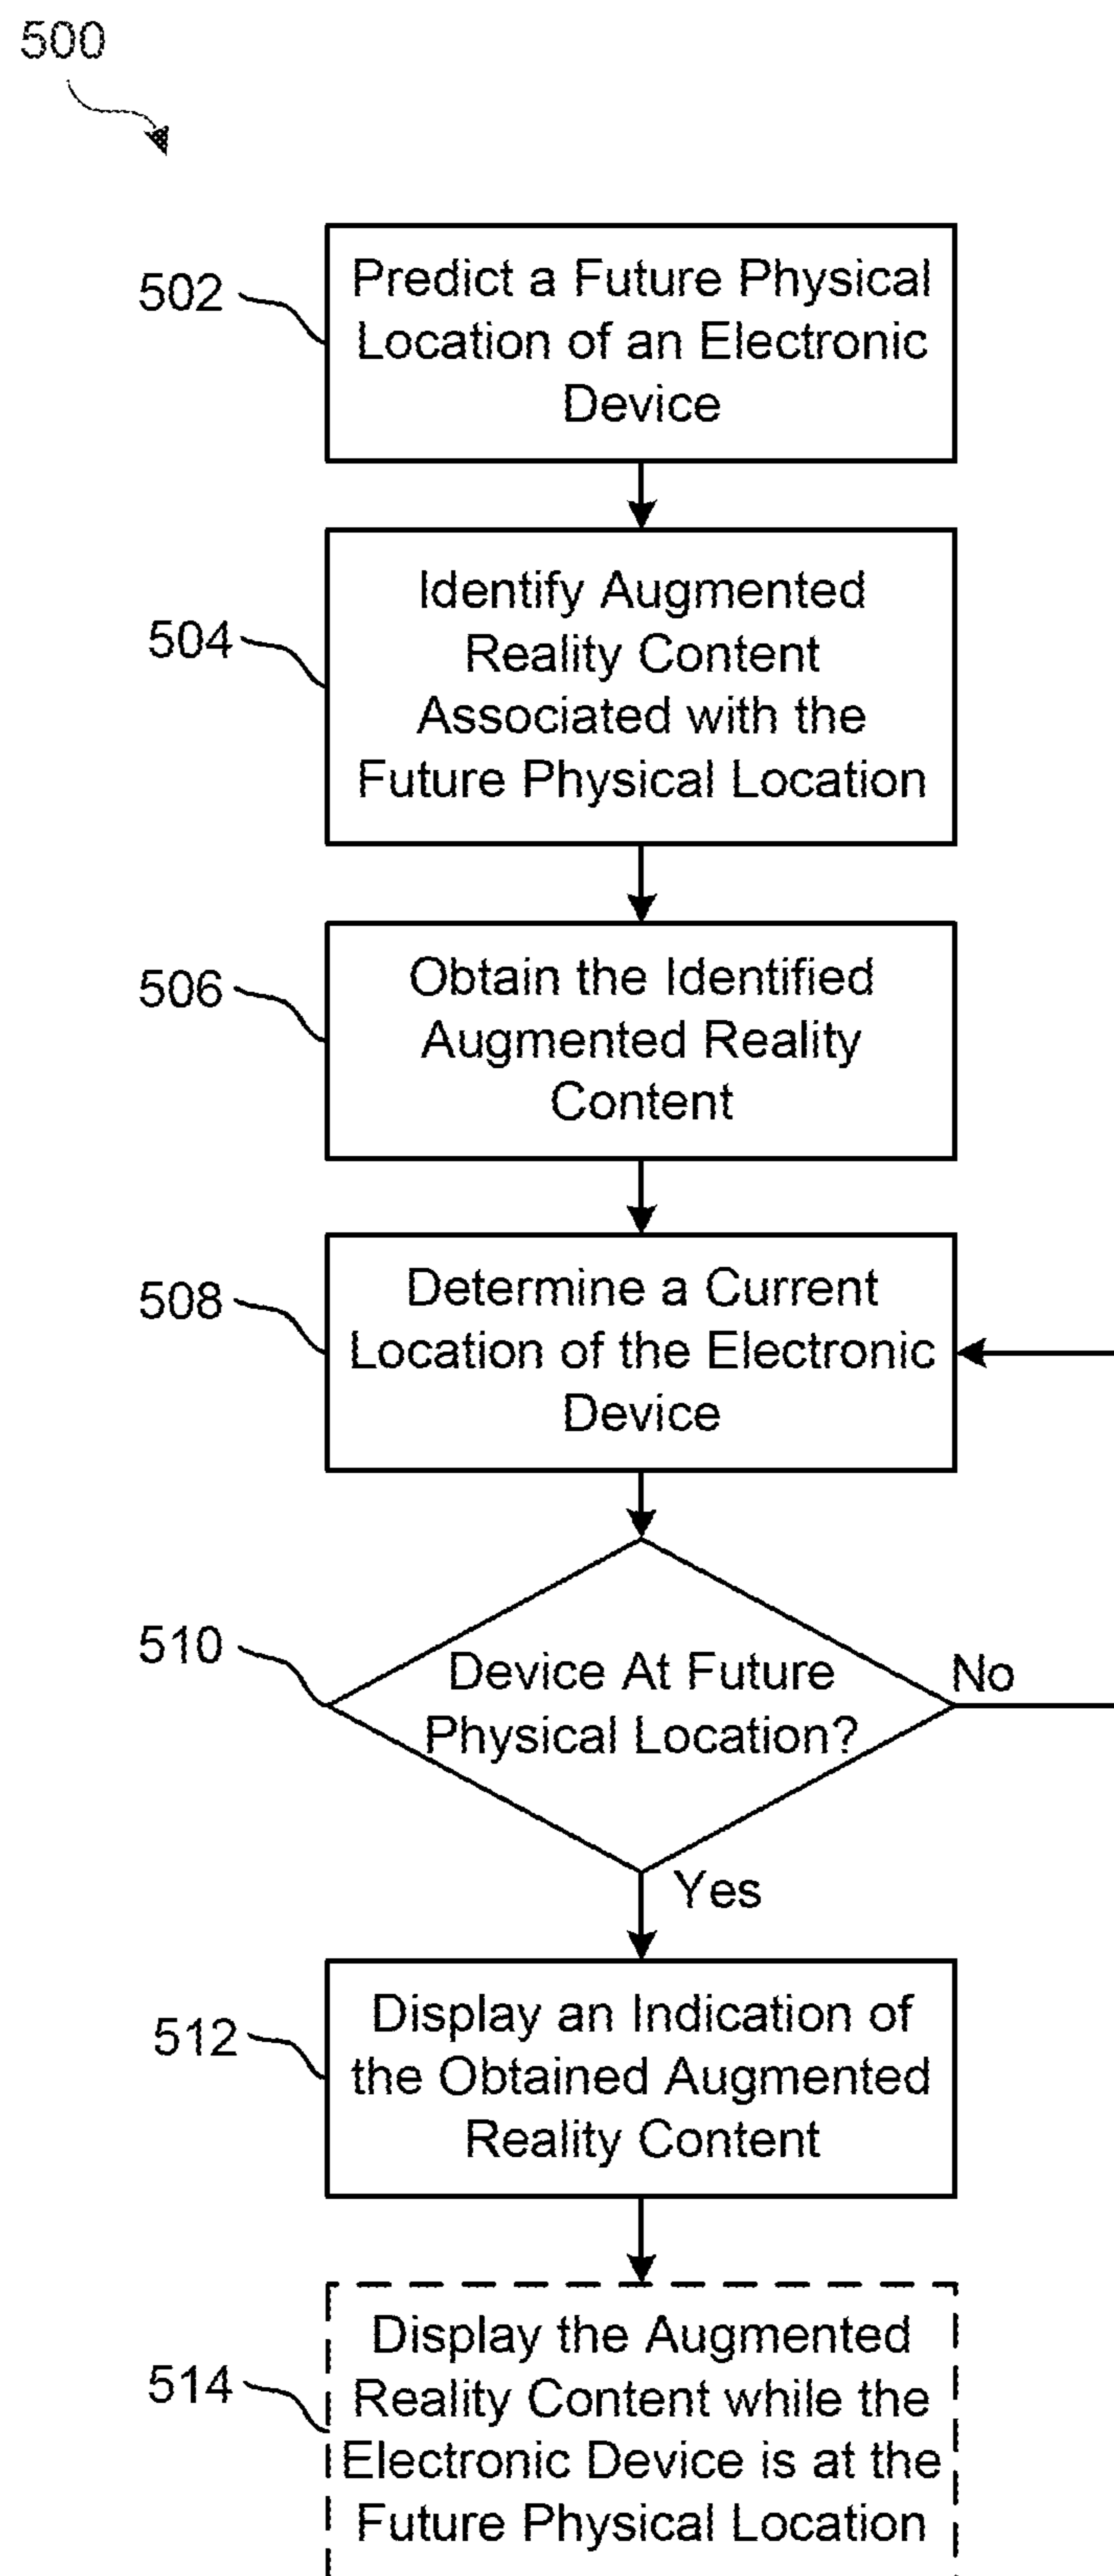 500
502
Predict a Future Physical
Location of an Electronic
Device
504
Identify Augmented
Reality Content
Associated with the
Future Physical Location
506
Obtain the Identified
Augmented Reality
Content
508
Determine a Current
Location of the Electronic
Device
510
Device At Future
Physical Location?
No
Yes
512
Display an Indication of
the Obtained Augmented
Reality Content
514
Display the Augmented
Reality Content while the
Electronic Device is at the
Future Physical Location